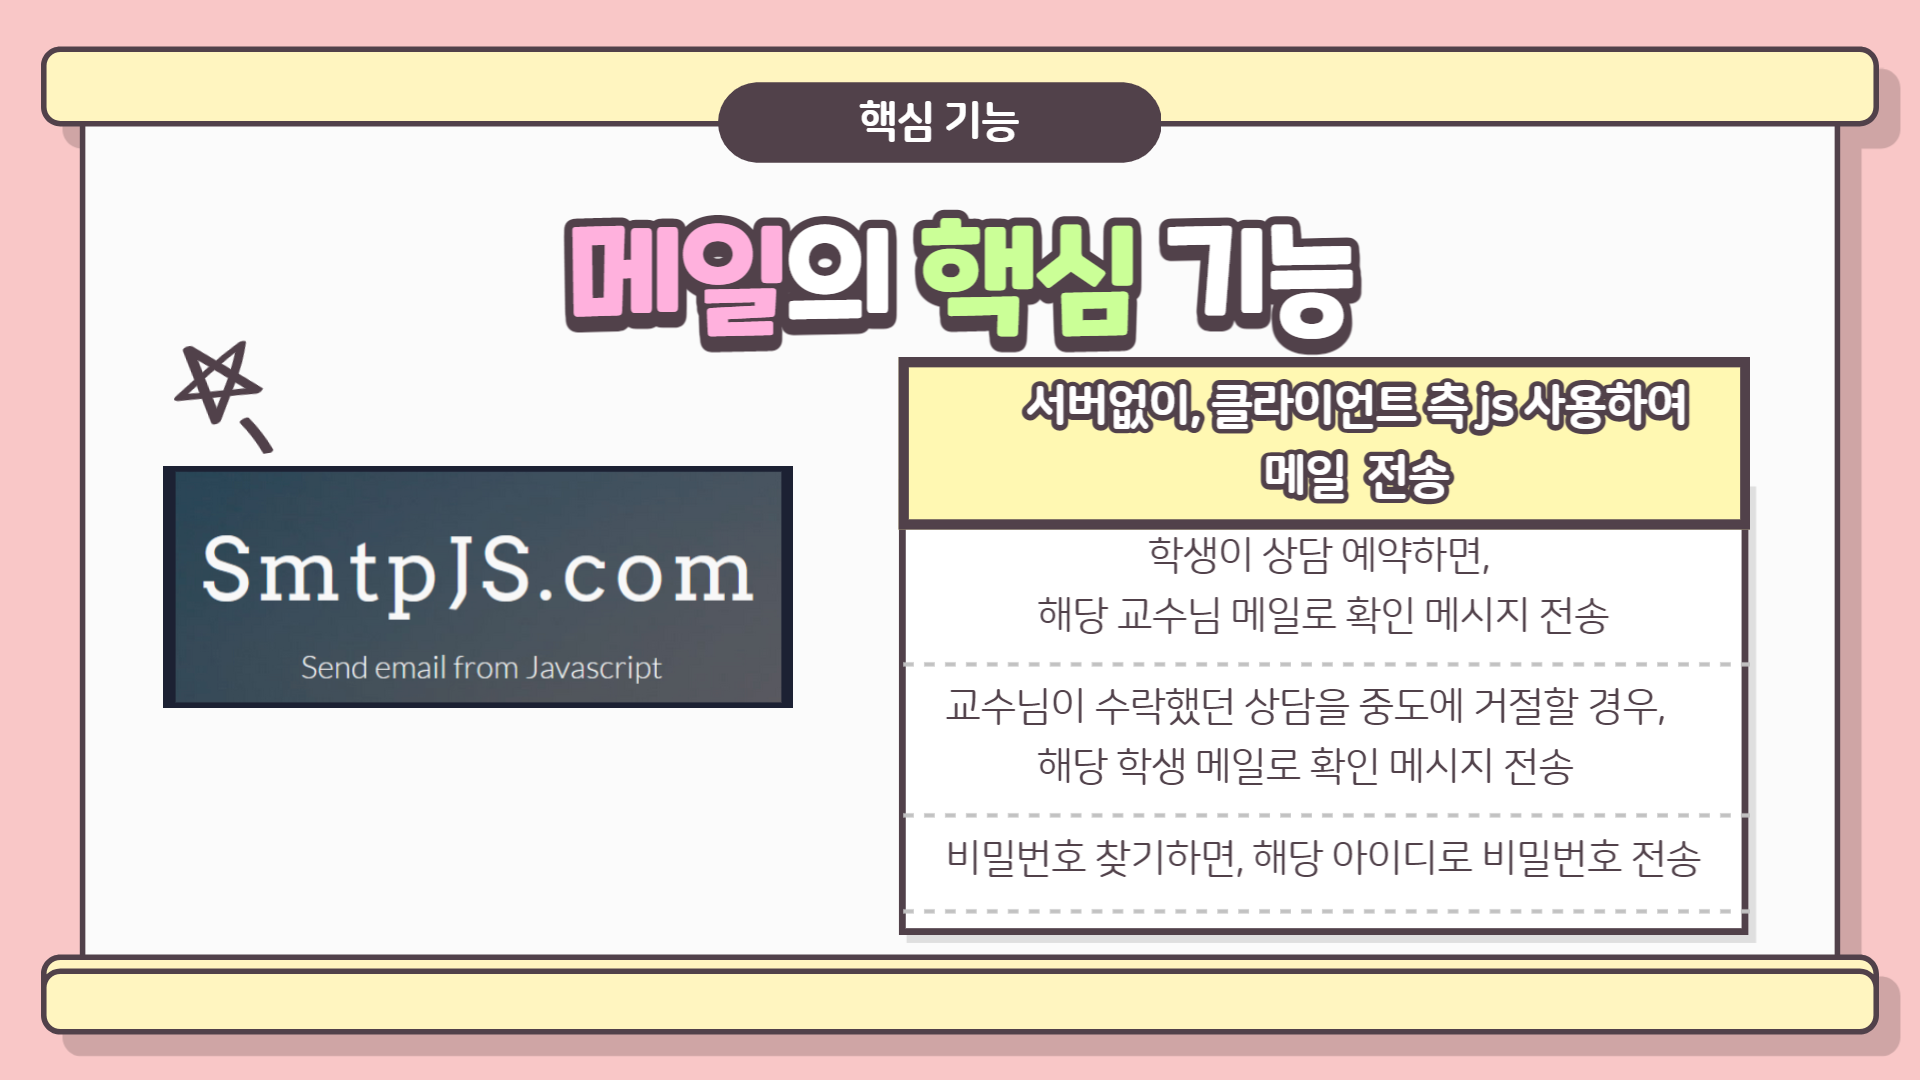 핵심 기능
메일의 핵심 기능
SmtpJS.com
Send email from Javascript
서버없이, 클라이언트 측 js 사용하여
메일 전송
학생이 상담 예약하면,
해당 교수님 메일로 확인 메시지 전송
교수님이 수락했던 상담을 중도에 거절할 경우,
해당 학생 메일로 확인 메시지 전송
비밀번호 찾기하면, 해당 아이디로 비밀번호 전송